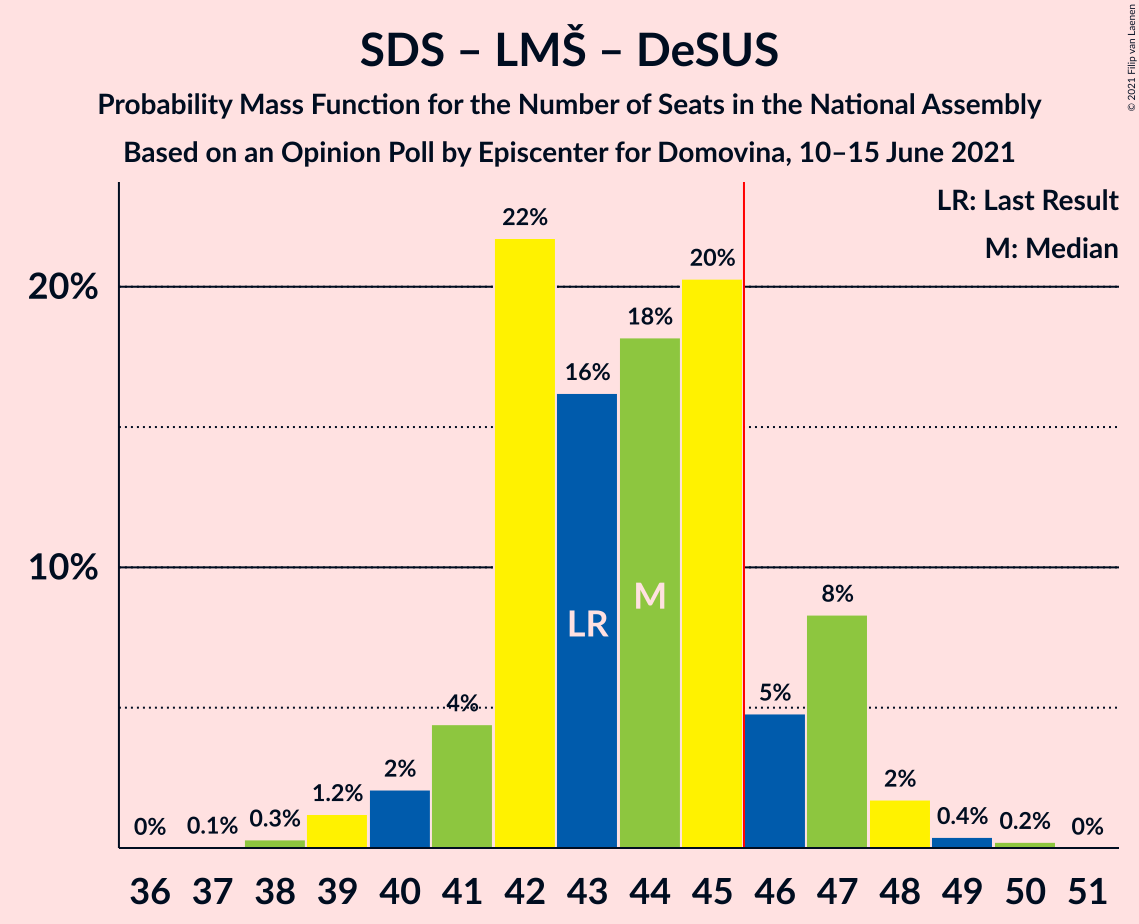 SDS – LMŠ – DeSUS
Probability Mass Function for the Number of Seats in the National Assembly
Based on an Opinion Poll by Episcenter for Domovina, 10–15 June 2021
© 2021 Filip van Laenen
LR: Last Result
M: Median
20%
10%
0%
0.1%
0.3%
1.2%
2%
4%
22%
16%
18%
20%
5%
8%
2%
0.4%
0.2%
0%
LR
M
36 37 38 39 40 41 42 43 44 45 46 47 48 49 50 51